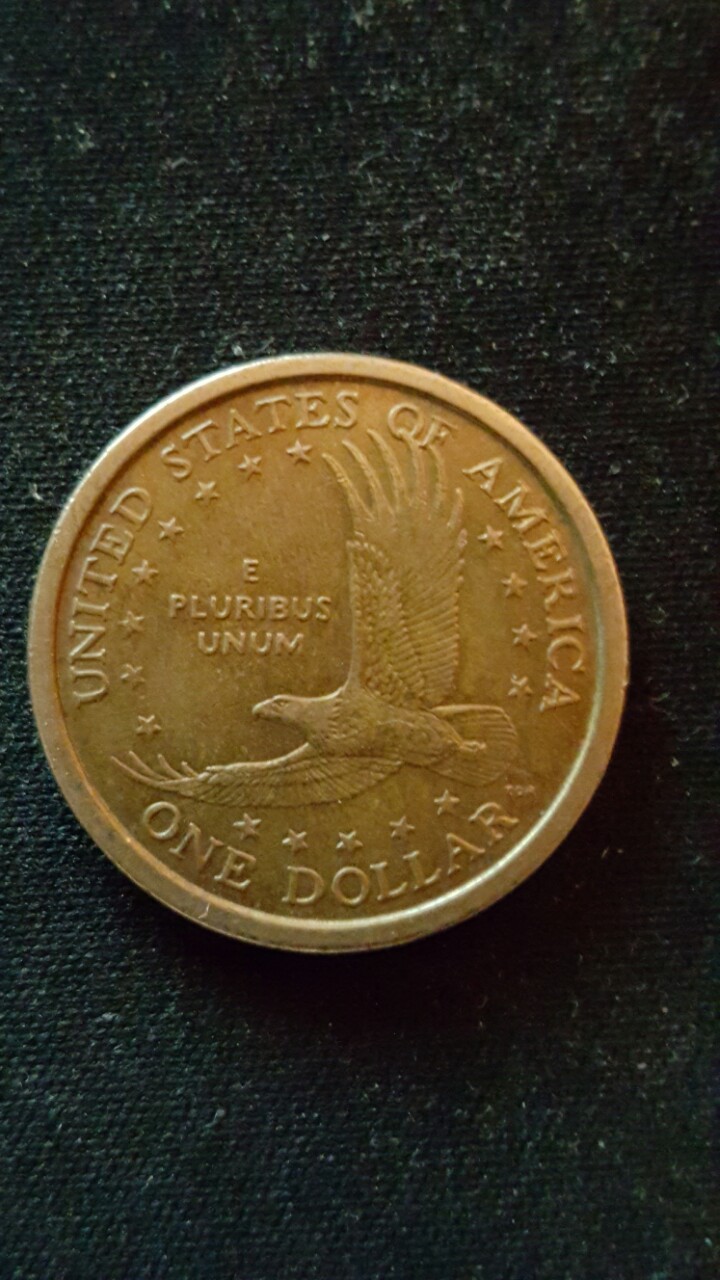 UNITED STATES OF AMERICA
E
PLURIBUS
UNUM
ONE DOLLAR